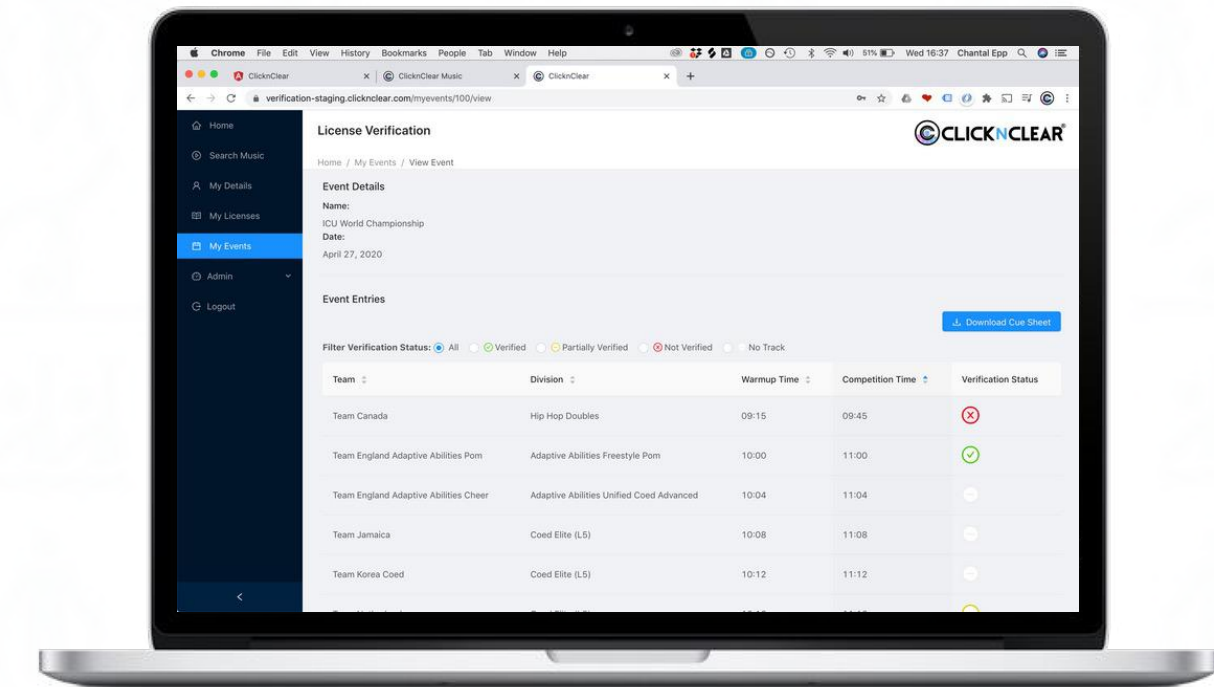 Chrome File Edit View History Bookmarks People Tab Window Help 51% Wed 16:37 Chantal Epp
ClicknClear ClicknClear Music ClicknClear
verification-staging.clicknclear.com/myevents/100/view
Home
Search Music
My Details
My Licenses
My Events
Admin
Logout
License Verification
CLICKNCLEAR
Home / My Events / View Event
Event Details
Name:
ICU World Championship
Date:
April 27, 2020
Event Entries
Download Cue Sheet
Filter Verification Status: All Verified Partially Verified Not Verified No Track
Team Division Warmup Time Competition Time Verification Status
Team Canada Hip Hop Doubles 09:15 09:45
Team England Adaptive Abilities Pom Adaptive Abilities Freestyle Pom 10:00 11:00
Team England Adaptive Abilities Cheer Adaptive Abilities Unified Coed Advanced 10:04 11:04
Team Jamaica Coed Elite (L5) 10:08 11:08
Team Korea Coed Coed Elite (L5) 10:12 11:12